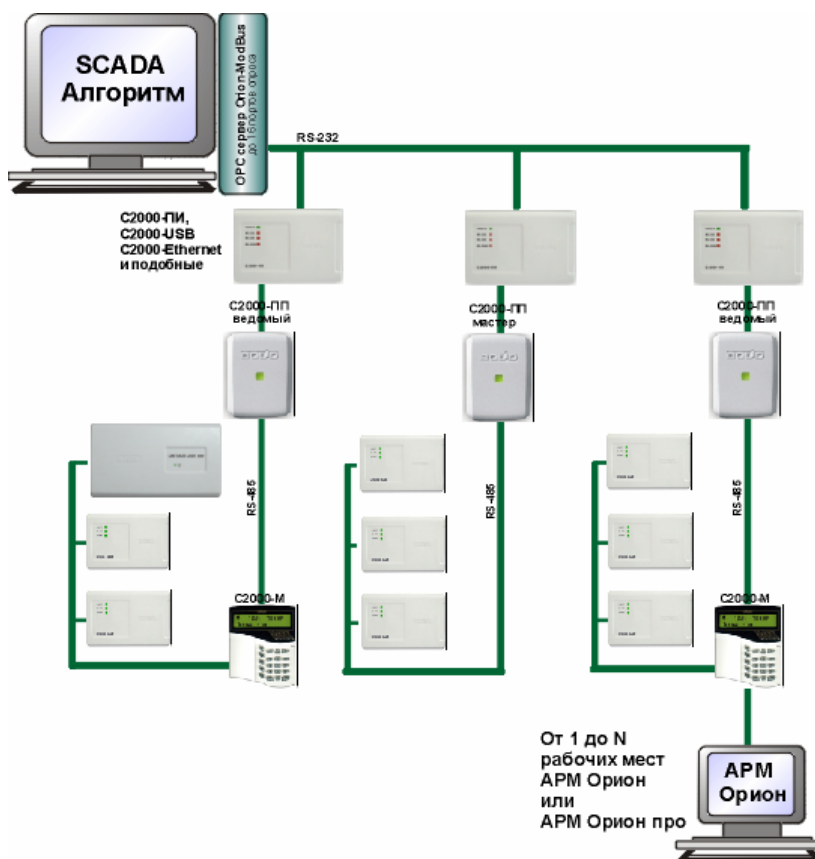 SCADA
Алгоритм
OPC сервер Orion-ModBus
до 16 портов опроса
RS-232
С2000-ПИ,
С2000-USB
С2000-Ethernet
и подобные
С2000-ПП
ведомый
С2000-ПП
мастер
С2000-ПП
ведомый
RS-485
RS-485
RS-485
С2000-М
С2000-М
От 1 до N
рабочих мест
АРМ Орион
или
АРМ Орион про
АРМ
Орион